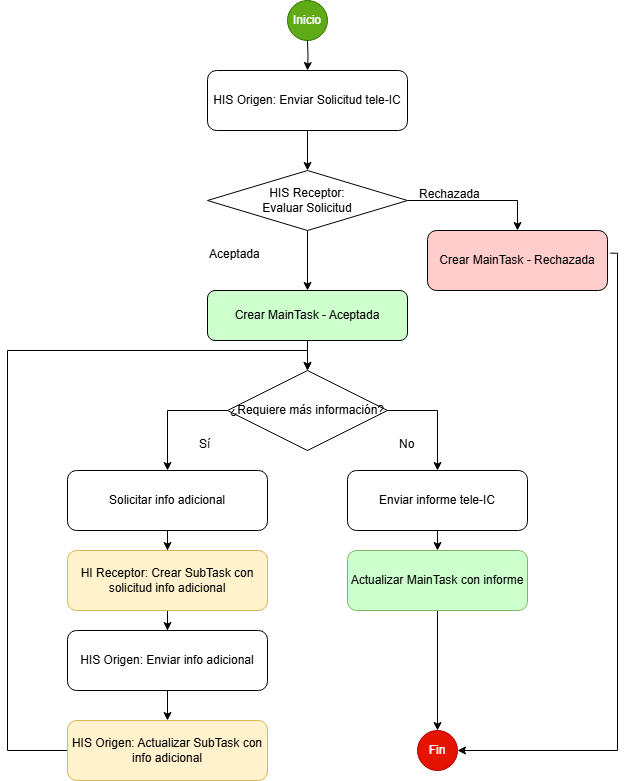 Inicio
HIS Origen: Enviar Solicitud tele-IC
HIS Receptor:
Evaluar Solicitud
Rechazada
Aceptada
Crear MainTask - Rechazada
Crear MainTask - Aceptada
¿Requiere más información?
Sí
No
Solicitar info adicional
Enviar informe tele-IC
HI Receptor: Crear SubTask con
solicitud info adicional
Actualizar MainTask con informe
HIS Origen: Enviar info adicional
HIS Origen: Actualizar SubTask con
info adicional
Fin